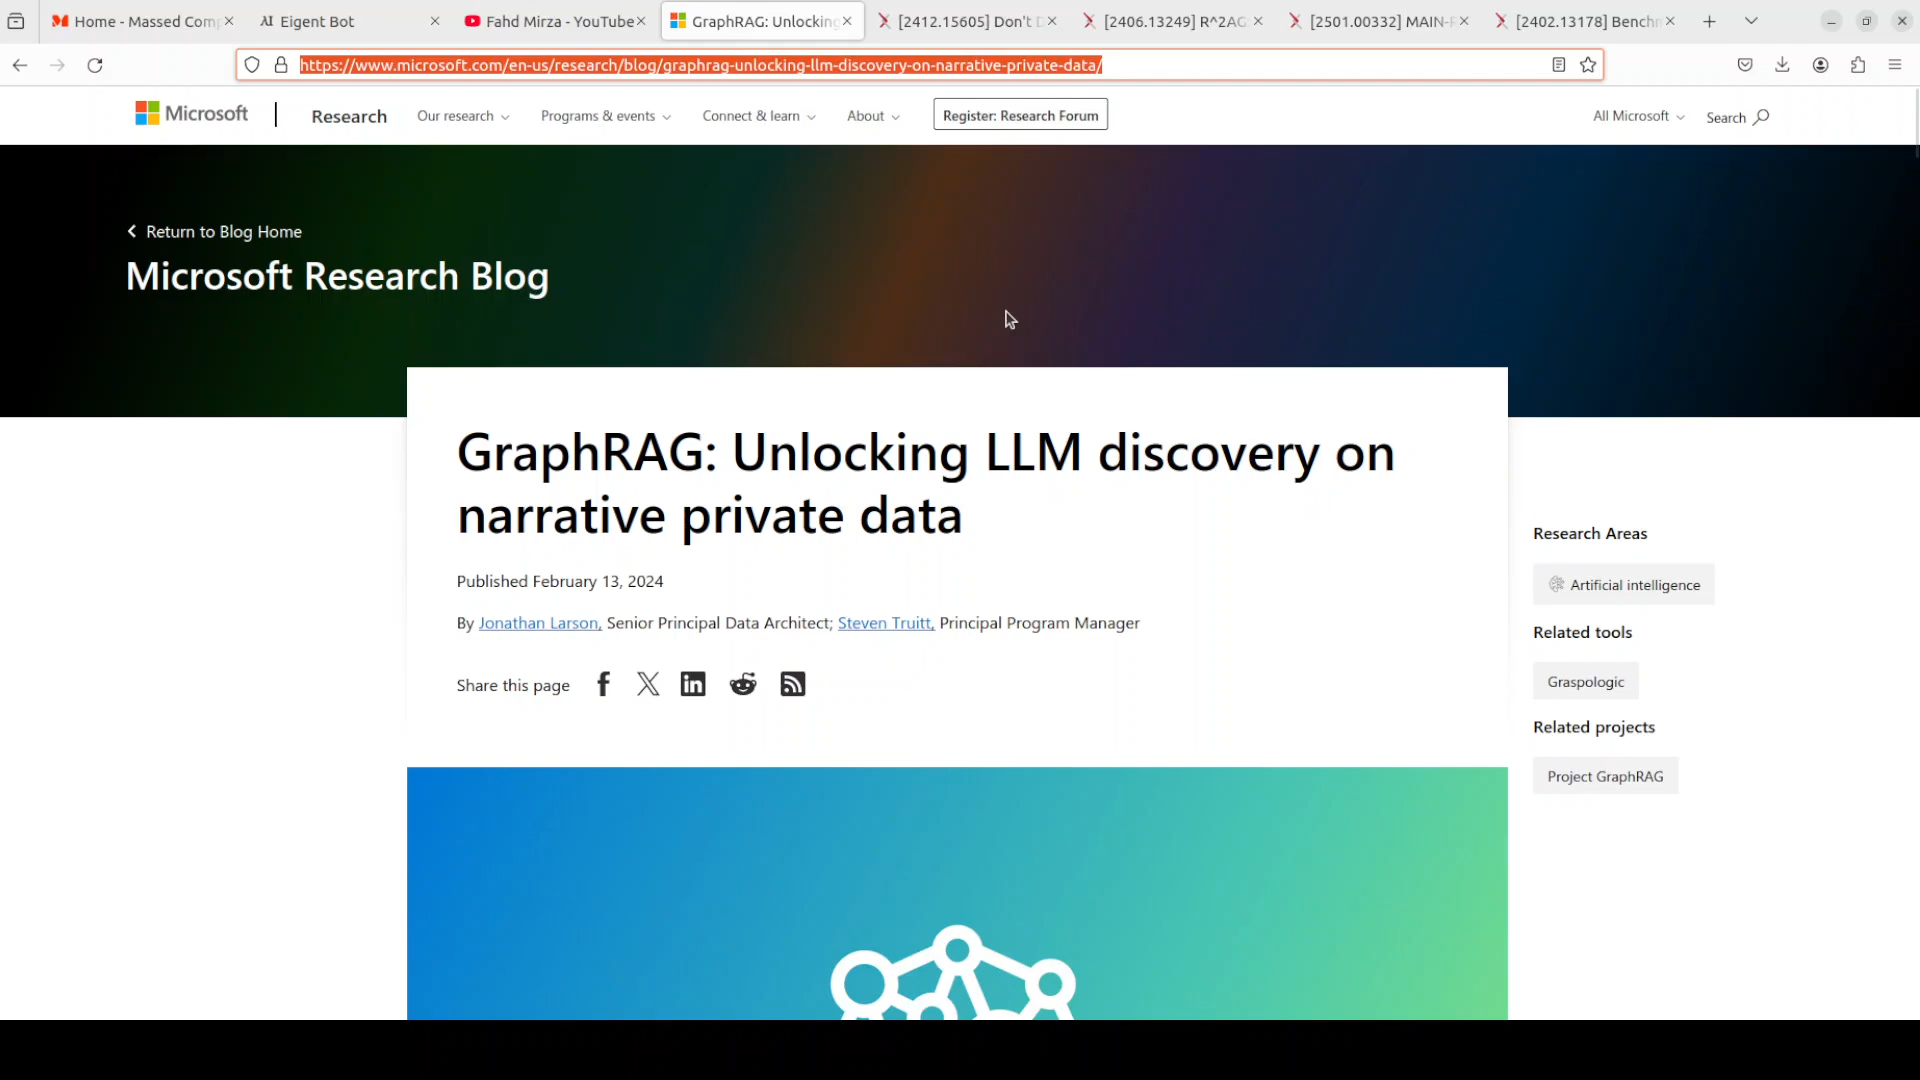 Home - Massed Comp
AI Eigent Bot
Fahd Mirza - YouTube
GraphRAG: Unlocking
[2412.15605] Don't D
[2406.13249] R^2AG
[2501.00332] MAIN-R
[2402.13178] Benchm
https://www.microsoft.com/en-us/research/blog/graphrag-unlocking-llm-discovery-on-narrative-private-data/
Microsoft
Research
Our research
Programs & events
Connect & learn
About
Register: Research Forum
All Microsoft
Search
Return to Blog Home
Microsoft Research Blog
GraphRAG: Unlocking LLM discovery on
narrative private data
Published February 13, 2024
By Jonathan Larson, Senior Principal Data Architect; Steven Truitt, Principal Program Manager
Share this page
Research Areas
Artificial intelligence
Related tools
Graspologic
Related projects
Project GraphRAG